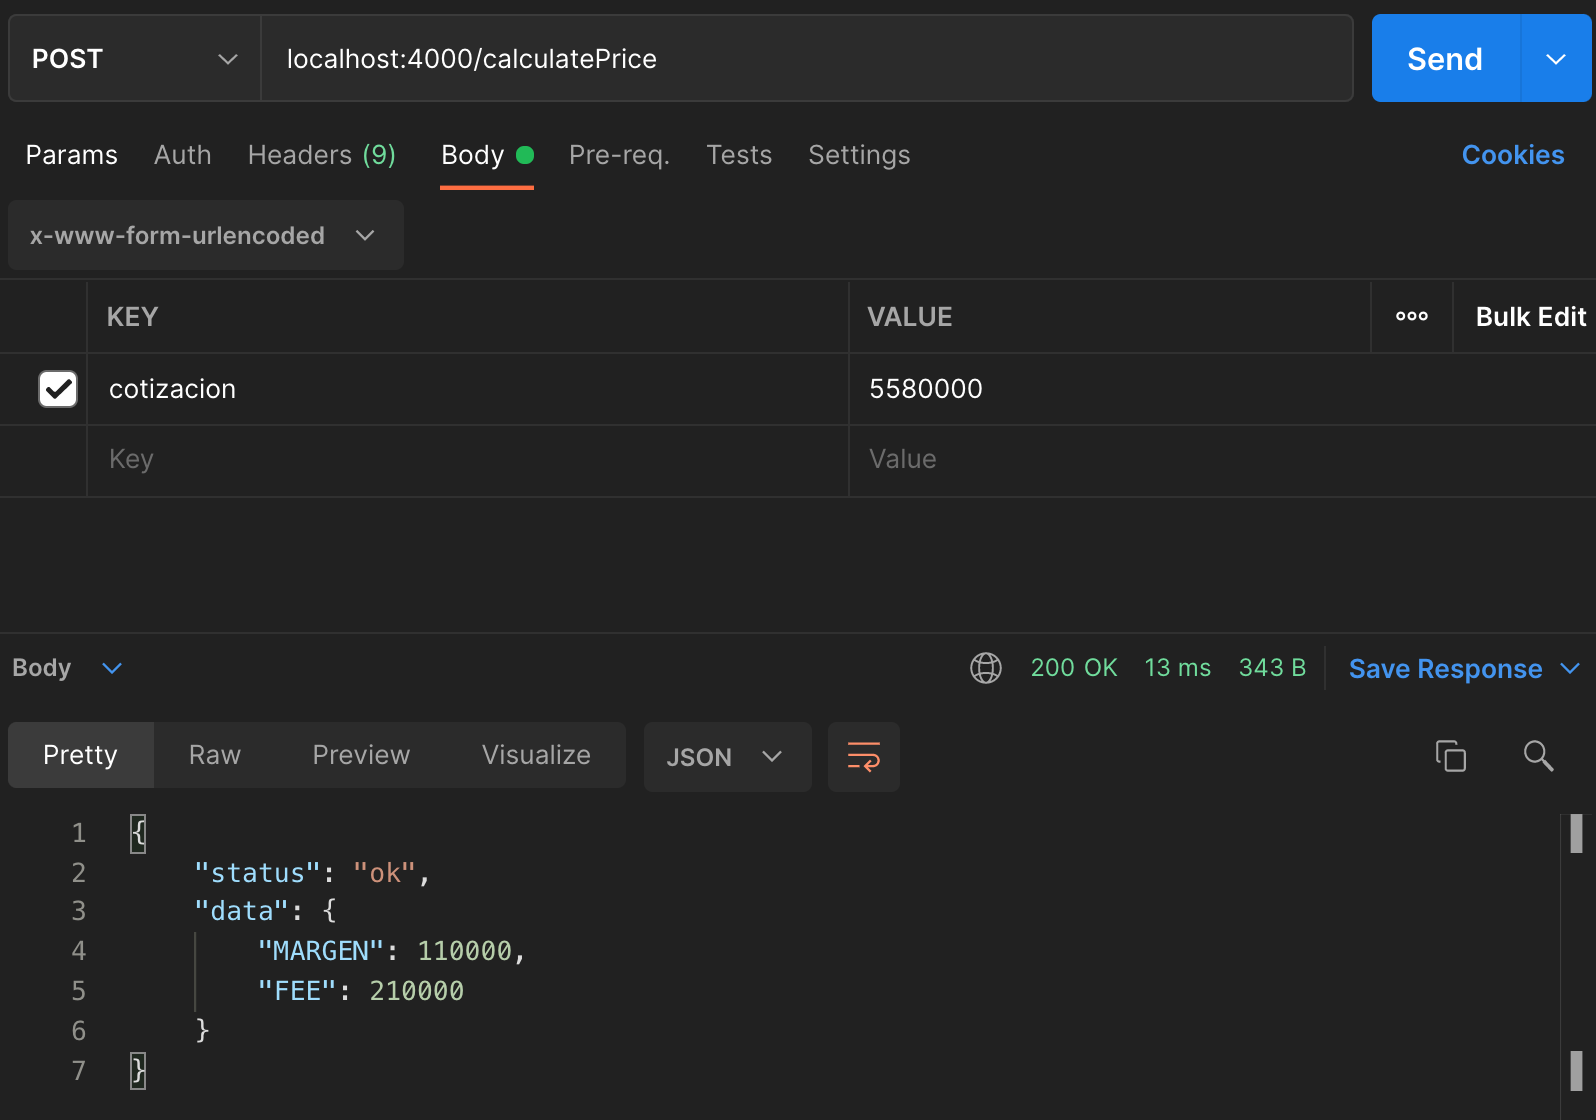 POST localhost:4000/calculatePrice Send
Params Auth Headers (9) Body Pre-req. Tests Settings Cookies
x-www-form-urlencoded
KEY VALUE ooo Bulk Edit
cotizacion 5580000
Key Value
Body 200 OK 13 ms 343 B Save Response
Pretty Raw Preview Visualize JSON
1 {
2 "status": "ok",
3 "data": {
4 "MARGEN": 110000,
5 "FEE": 210000
6 }
7 }